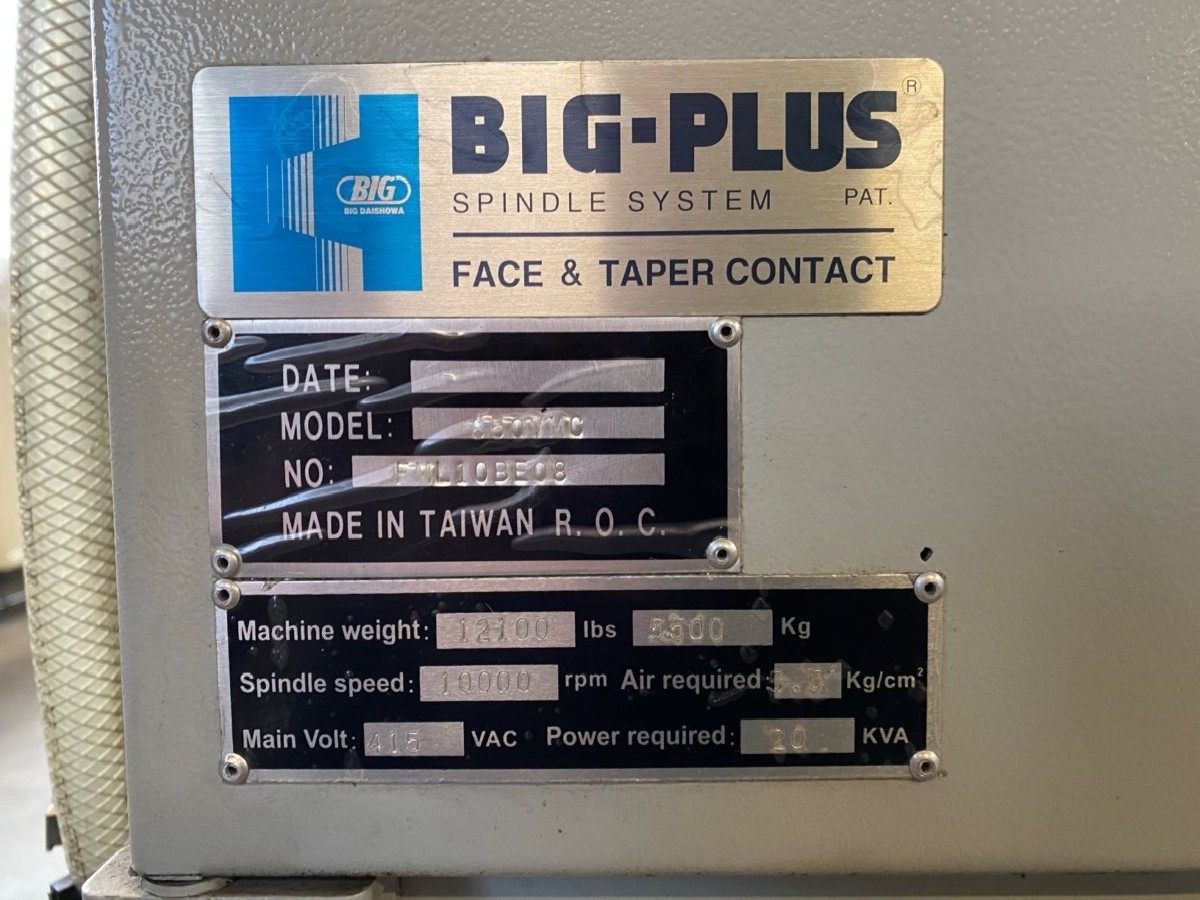 BIG-PLUS®
BIG
BIG DAISHOWA
SPINDLE SYSTEM PAT.
FACE & TAPER CONTACT
DATE:
MODEL:
NO: FML10BE08
MADE IN TAIWAN R. O. C.
Machine weight: 12100 lbs 5500 Kg
Spindle speed: 10000 rpm Air required: Kg/cm²
Main Volt: 415 VAC Power required: 20 KVA